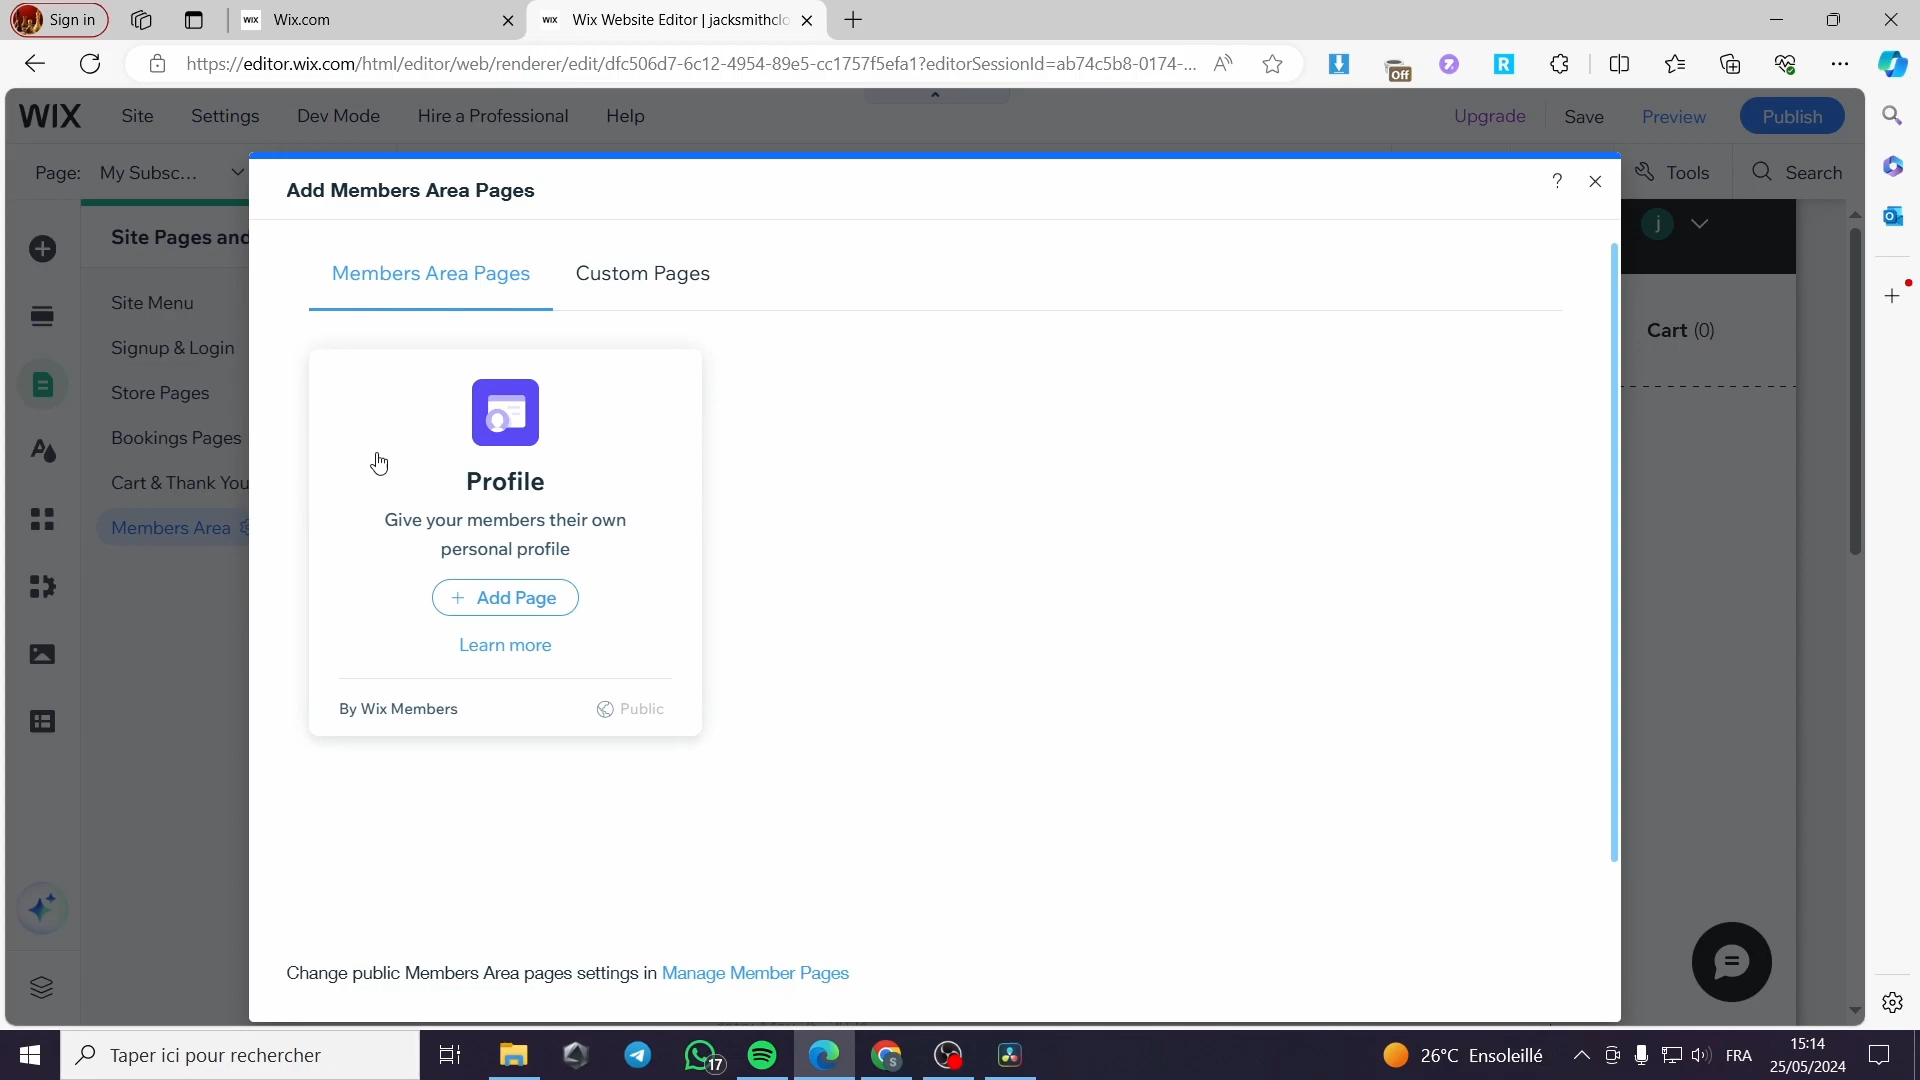 Sign in
WIX Wix.com
WIX Wix Website Editor | jacksmithclo
https://editor.wix.com/html/editor/web/renderer/edit/dfc506d7-6c12-4954-89e5-cc1757f5efa1?editorSessionId=ab74c5b8-0174-...
Off
WIX Site Settings Dev Mode Hire a Professional Help Upgrade Save Preview Publish
Page: My Subsc... Tools Search
Add Members Area Pages ?
Site Pages and
j
Members Area Pages Custom Pages
Site Menu
Signup & Login
Store Pages
Bookings Pages
Cart & Thank You
Members Area
Cart (0)
Profile
Give your members their own
personal profile
+ Add Page
Learn more
By Wix Members Public
Change public Members Area pages settings in Manage Member Pages
Taper ici pour rechercher
17
26°C Ensoleillé
FRA
15:14
25/05/2024